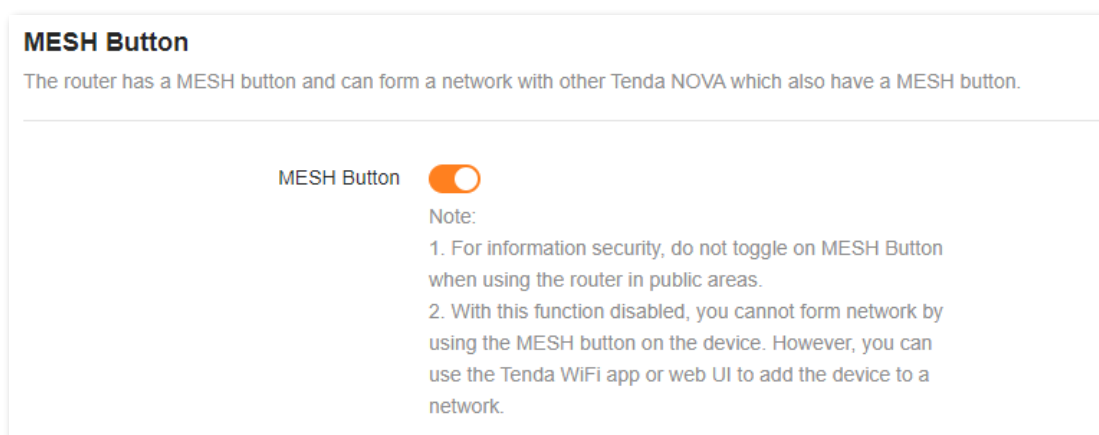 MESH Button
The router has a MESH button and can form a network with other Tenda NOVA which also have a MESH button.
MESH Button
Note:
1. For information security, do not toggle on MESH Button
when using the router in public areas.
2. With this function disabled, you cannot form network by
using the MESH button on the device. However, you can
use the Tenda WiFi app or web UI to add the device to a
network.